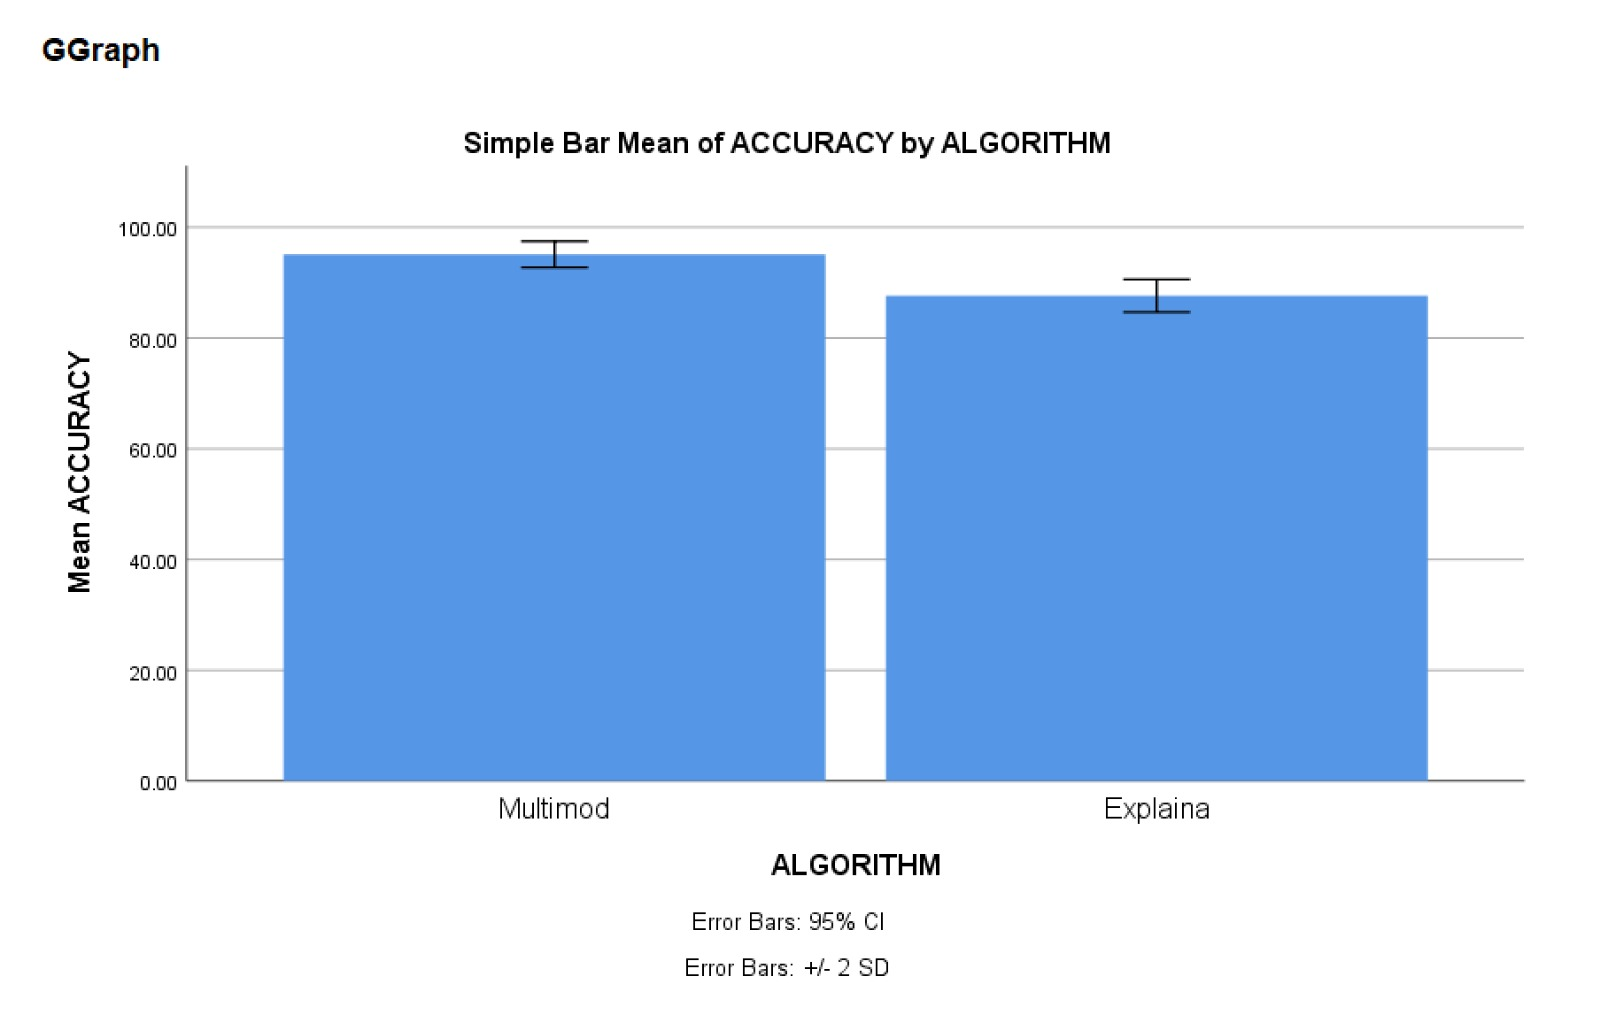 GGraph
Simple Bar Mean of ACCURACY by ALGORITHM
Mean ACCURACY
100.00
80.00
60.00
40.00
20.00
0.00
Multimod Explaina
ALGORITHM
Error Bars: 95% CI
Error Bars: +/- 2 SD